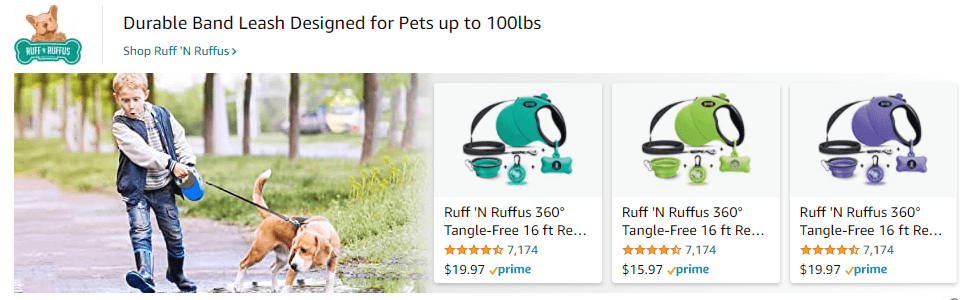 Durable Band Leash Designed for Pets up to 100lbs
RUFF 'N RUFFUS
Shop Ruff 'N Ruffus ›
Ruff 'N Ruffus 360°
Tangle-Free 16 ft Re...
7,174
$19.97 prime
Ruff 'N Ruffus 360°
Tangle-Free 16 ft Re...
7,174
$15.97 prime
Ruff 'N Ruffus 360°
Tangle-Free 16 ft Re...
7,174
$19.97 prime